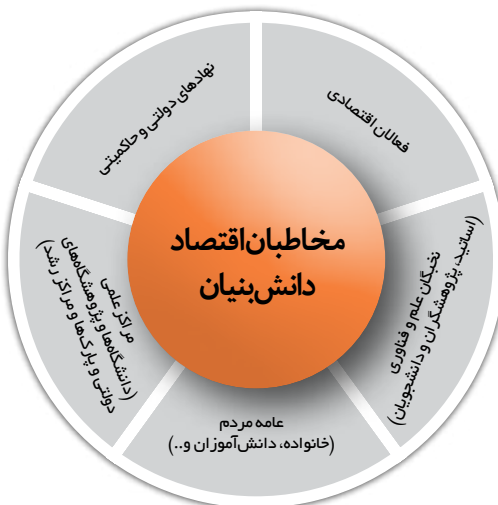 مخاطبان اقتصاد
دانش‌بنیان
فعالان اقتصادی
نخبگان علم و فناوری
(اساتید، پژوهشگران و دانشجویان)
عامه مردم
(خانواده، دانش‌آموزان و..)
مراکز علمی
(دانشگاه‌ها و پژوهشگاه‌های
دولتی و پارک‌ها و مراکز رشد)
نهادهای دولتی و حاکمیتی